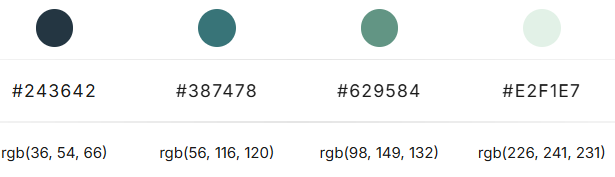 #243642 #387478 #629584 #E2F1E7
rgb(36, 54, 66) rgb(56, 116, 120) rgb(98, 149, 132) rgb(226, 241, 231)